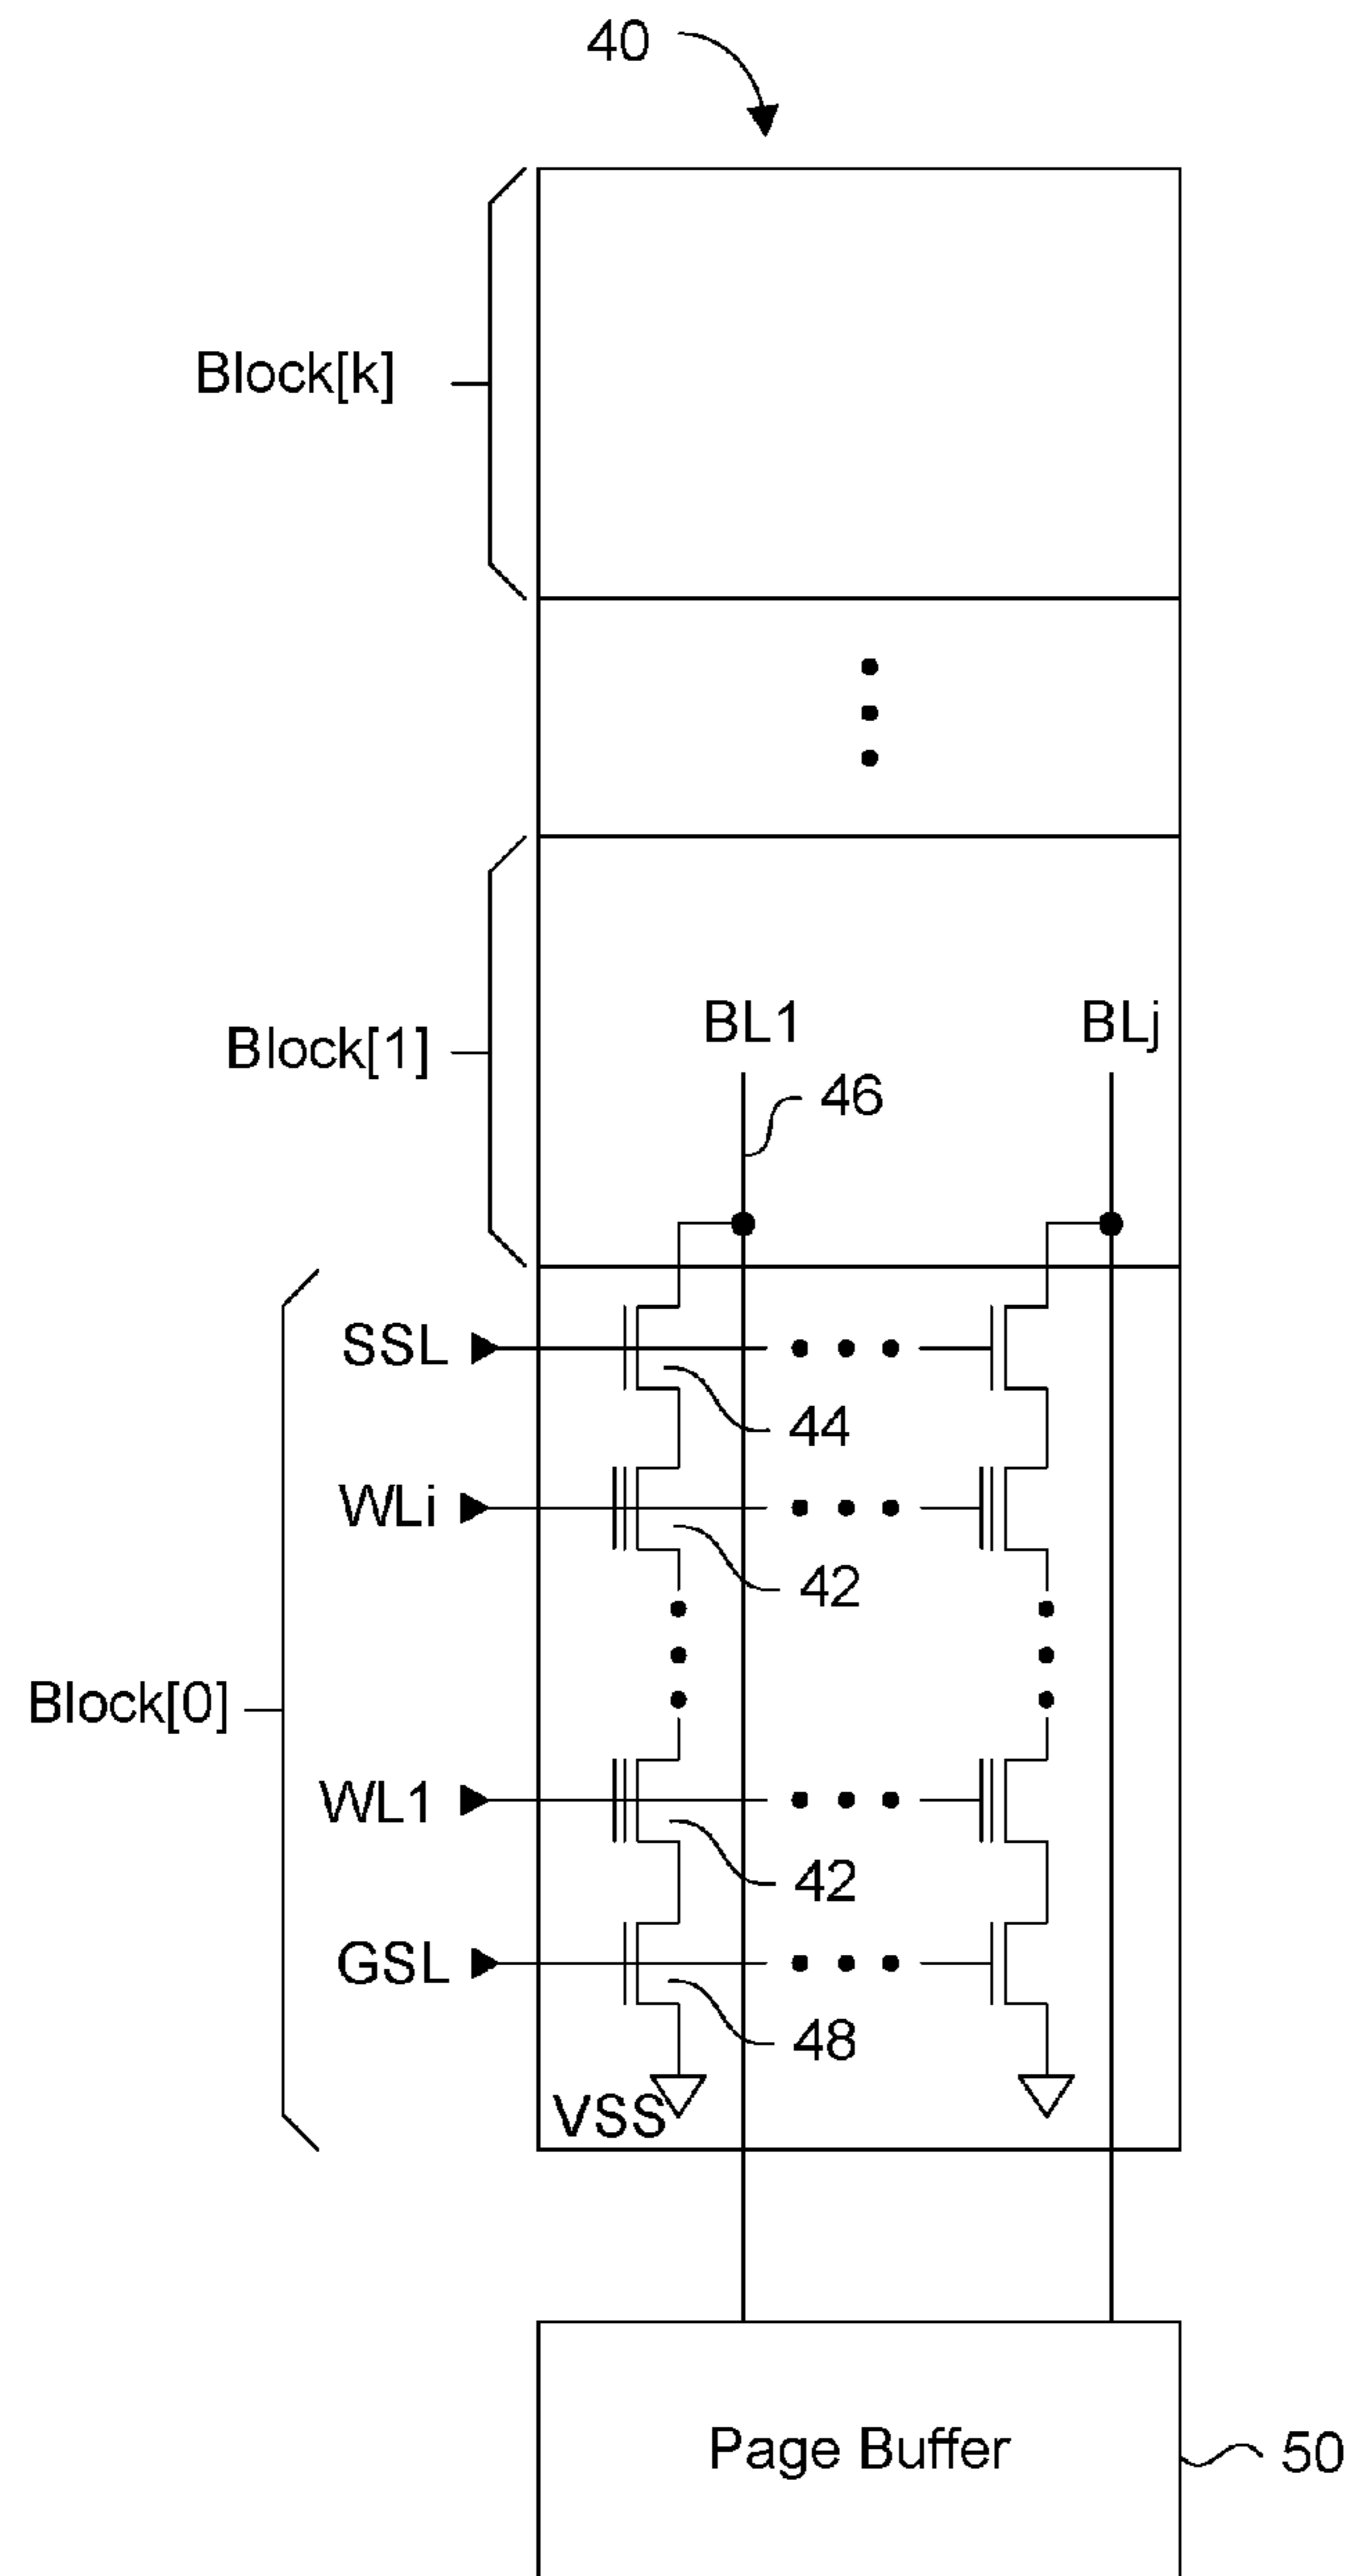 40
Block[k]
BL1
BLj
Block[1]
46
SSL
44
WLi
42
Block[0]
WL1
42
GSL
48
VSS
Page Buffer
50